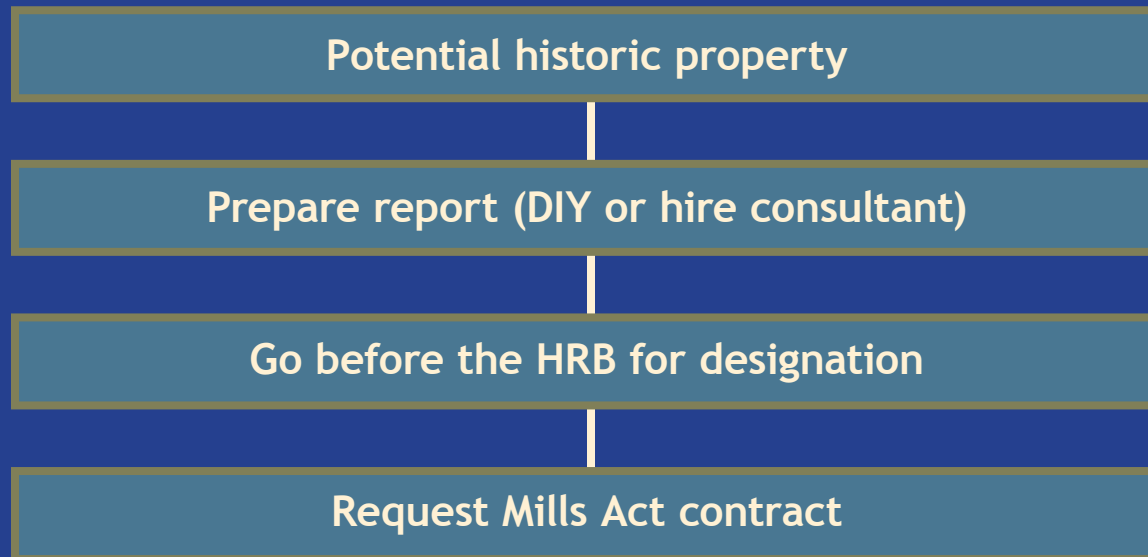 Potential historic property
Prepare report (DIY or hire consultant)
Go before the HRB for designation
Request Mills Act contract